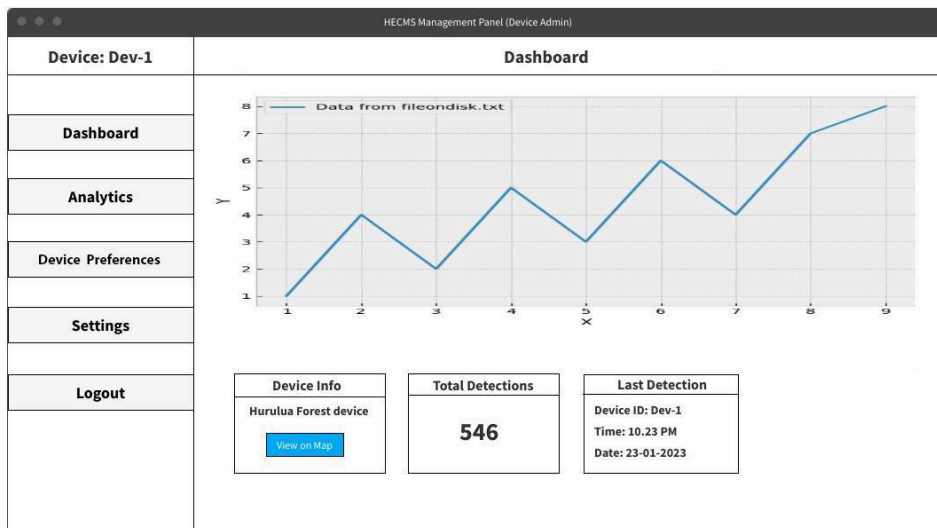 HECMS Management Panel (Device Admin)
Device: Dev-1
Dashboard
Dashboard
Analytics
Device Preferences
Settings
Logout
Data from fileondisk.txt
8
7
6
5
4
3
2
1
Y
1 2 3 4 5 6 7 8 9
X
Device Info
Hurulua Forest device
View on Map
Total Detections
546
Last Detection
Device ID: Dev-1
Time: 10.23 PM
Date: 23-01-2023